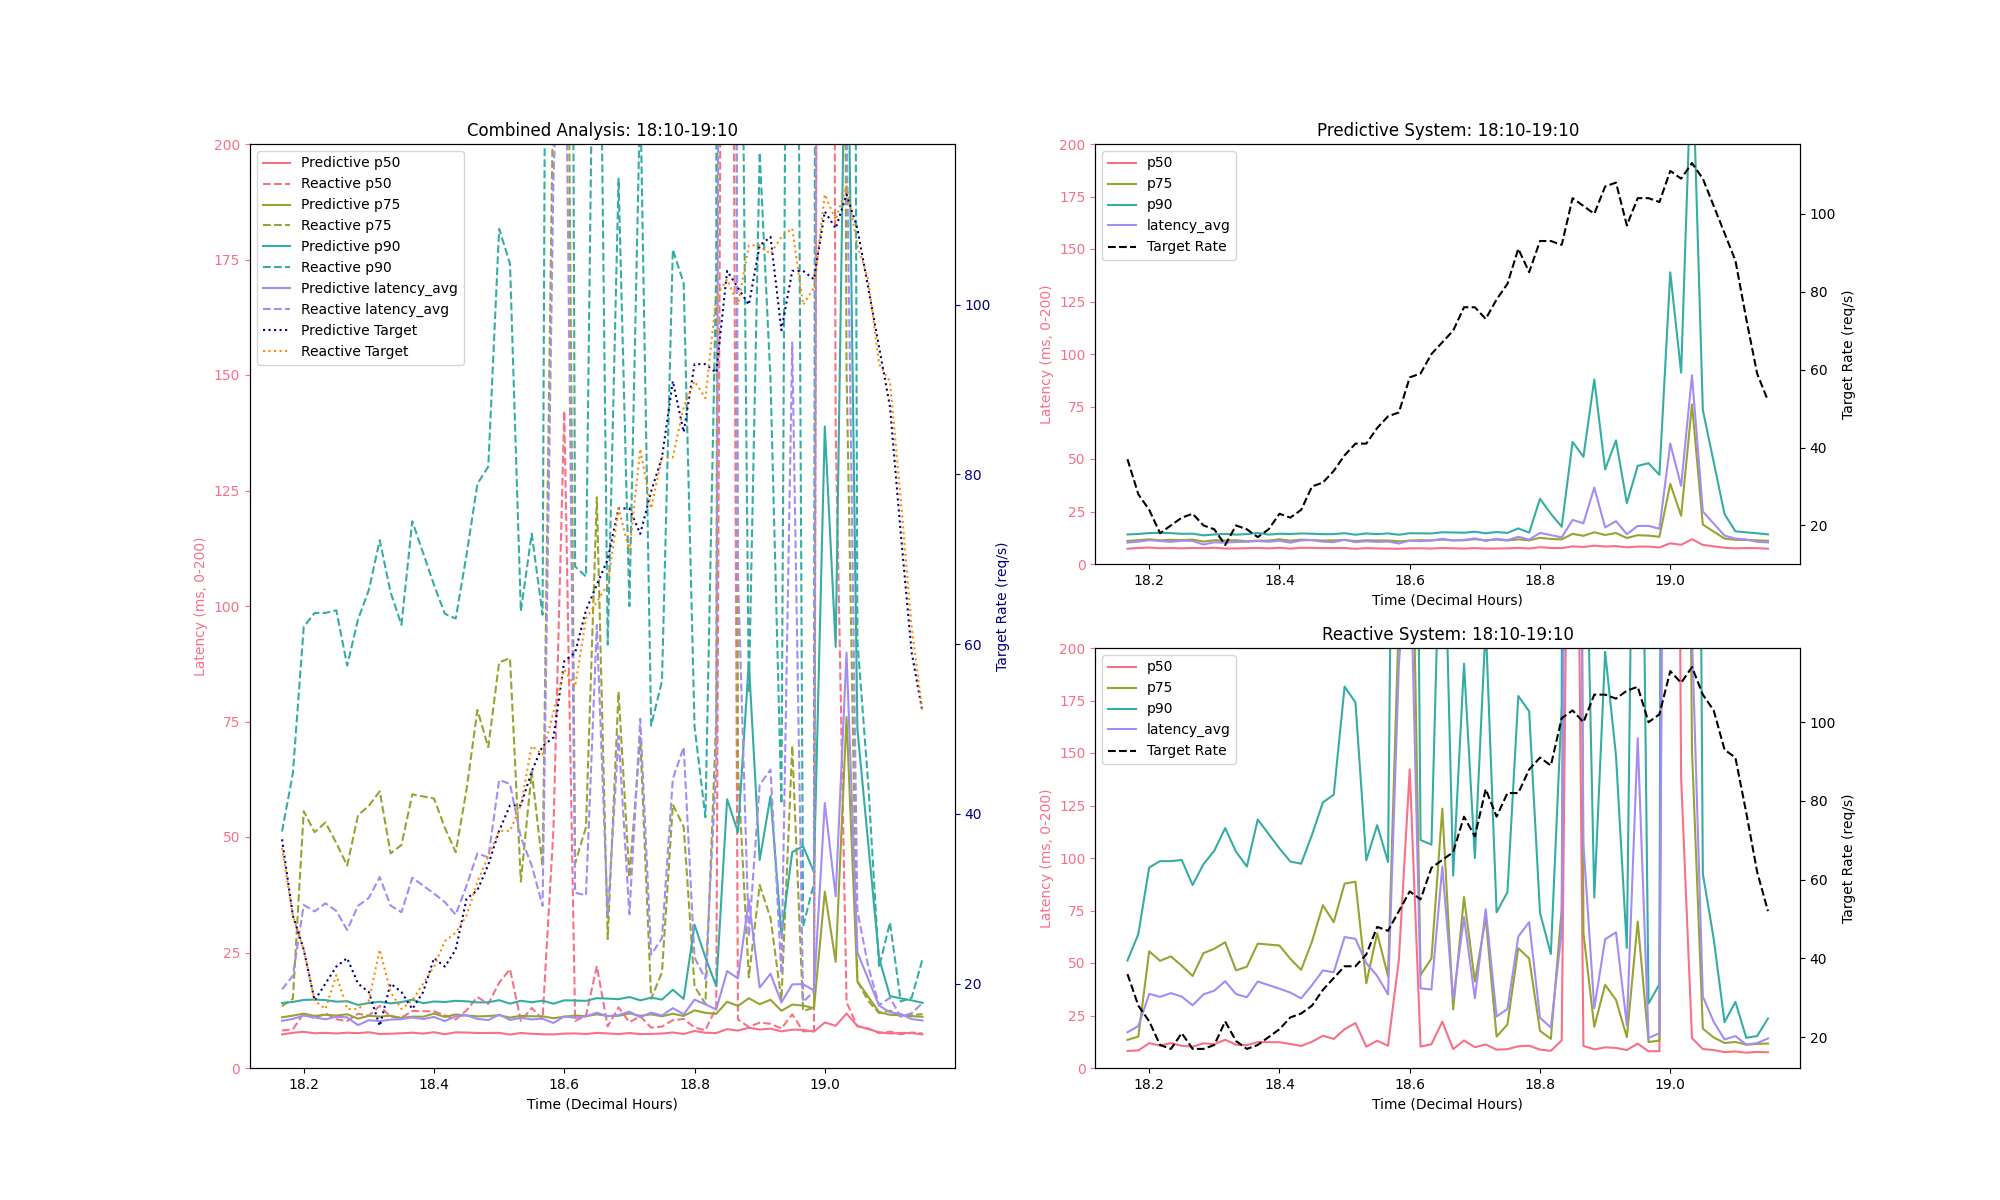 Combined Analysis: 18:10-19:10
Latency (ms, 0-200)
200
175
150
125
100
75
50
25
0
Predictive p50
Reactive p50
Predictive p75
Reactive p75
Predictive p90
Reactive p90
Predictive latency_avg
Reactive latency_avg
Predictive Target
Reactive Target
100
80
60
40
20
Target Rate (req/s)
18.2 18.4 18.6 18.8 19.0
Time (Decimal Hours)
Predictive System: 18:10-19:10
Latency (ms, 0-200)
200
175
150
125
100
75
50
25
0
p50
p75
p90
latency_avg
Target Rate
100
80
60
40
20
Target Rate (req/s)
18.2 18.4 18.6 18.8 19.0
Time (Decimal Hours)
Reactive System: 18:10-19:10
Latency (ms, 0-200)
200
175
150
125
100
75
50
25
0
p50
p75
p90
latency_avg
Target Rate
100
80
60
40
20
Target Rate (req/s)
18.2 18.4 18.6 18.8 19.0
Time (Decimal Hours)